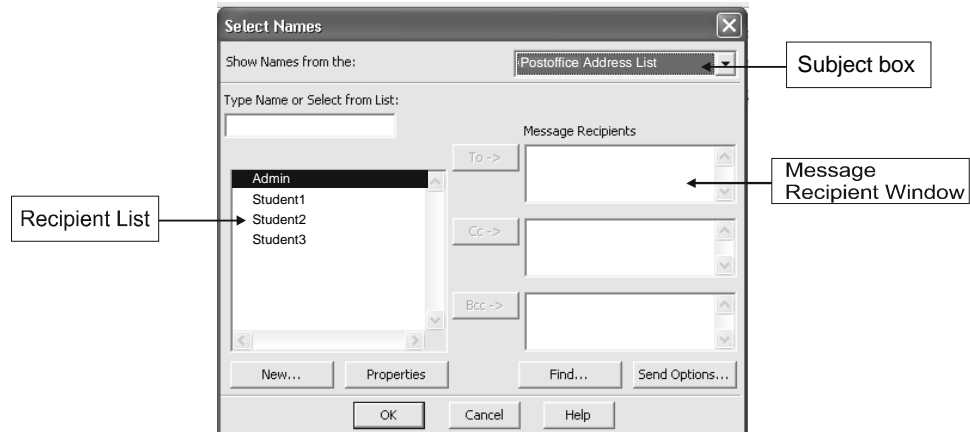 Select Names
Show Names from the:
Postoffice Address List
Subject box
Type Name or Select from List:
Message Recipients
To ->
Message
Recipient Window
Admin
Student1
Student2
Student3
Recipient List
Cc ->
Bcc ->
New...
Properties
Find...
Send Options...
OK
Cancel
Help